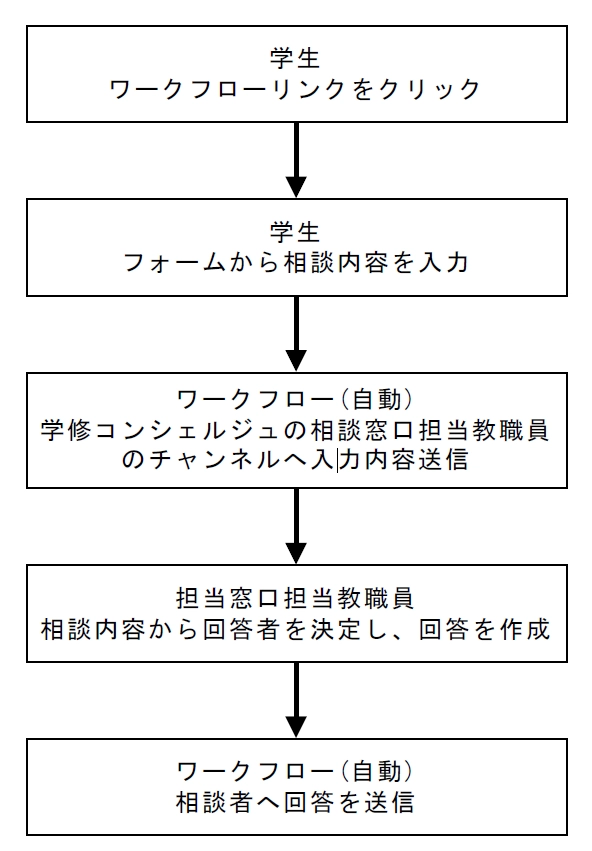 学生
ワークフローリンクをクリック
学生
フォームから相談内容を入力
ワークフロー(自動)
学修コンシェルジュの相談窓口担当教職員
のチャンネルへ入力内容送信
担当窓口担当教職員
相談内容から回答者を決定し、回答を作成
ワークフロー(自動)
相談者へ回答を送信